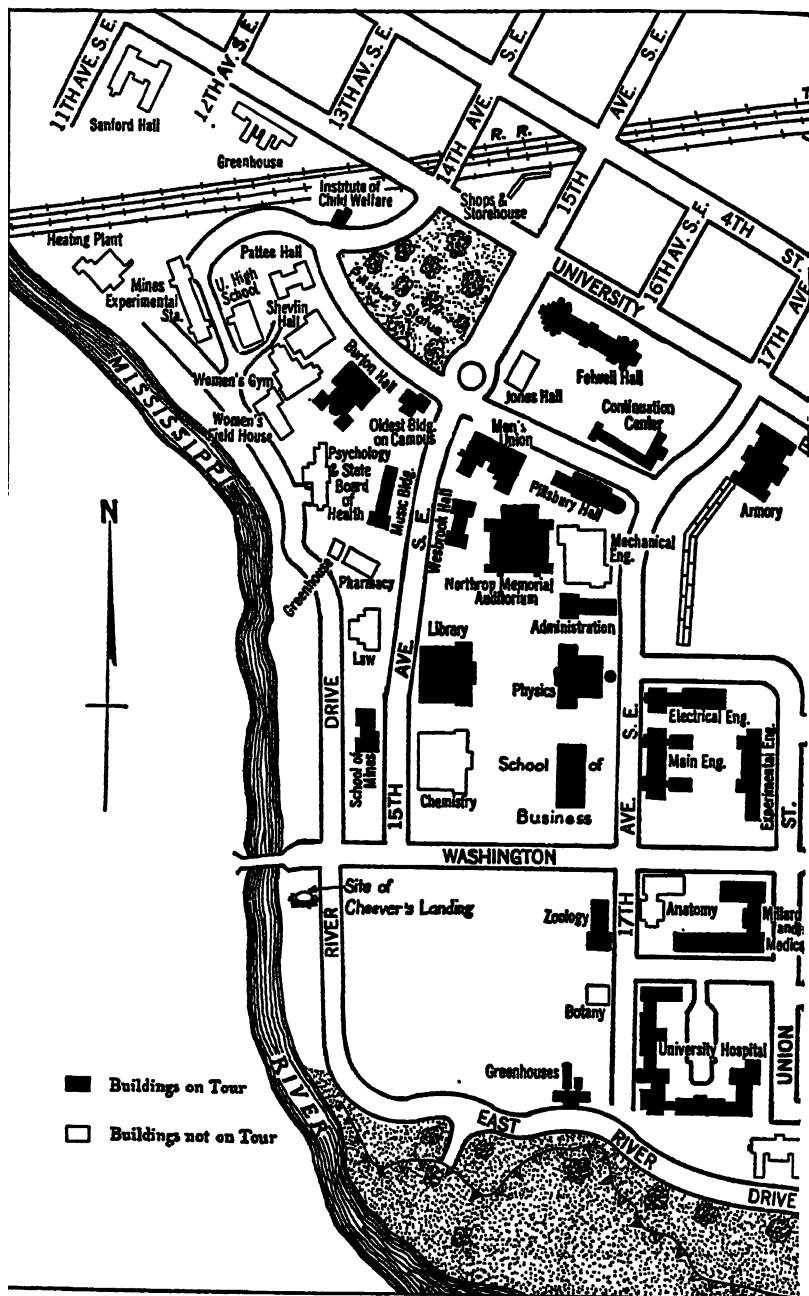 11TH AVE. S. E.
12TH AV. S. E.
13TH AV. S. E.
14TH AVE. S. E.
15TH AVE. S. E.
Sanford Hall
Greenhouse
R. R.
Institute of
Child Welfare
Shops &
Storehouse
16TH AV. S. E.
4TH ST.
17TH AVE.
UNIVERSITY
Heating Plant
Mines
Experimental
Sta.
Pattee Hall
U. High
School
Shevlin
Hall
Pillsbury Statue
Women's Gym
Women's
Field House
Burton Hall
Oldest Bldg.
on Campus
Folwell Hall
Jones Hall
Continuation
Center
Men's
Union
Pillsbury Hall
Armory
MISSISSIPPI
Psychology
& State
Board of
Health
Music Bldg.
Wesbrook Hall
Mechanical
Eng.
N
Greenhouse
Pharmacy
Northrop Memorial
Auditorium
Administration
Law
Library
Physics
Electrical Eng.
Main Eng.
Experimental Eng.
School of
Mines
Chemistry
School of
Business
DRIVE
15TH AVE. S. E.
17TH AVE. S. E.
ST.
WASHINGTON
Site of
Cheever's Landing
RIVER
Zoology
Anatomy
Millard
and
Medica
Botany
University Hospital
UNION
Greenhouses
RIVER
EAST RIVER DRIVE
Buildings on Tour
Buildings not on Tour